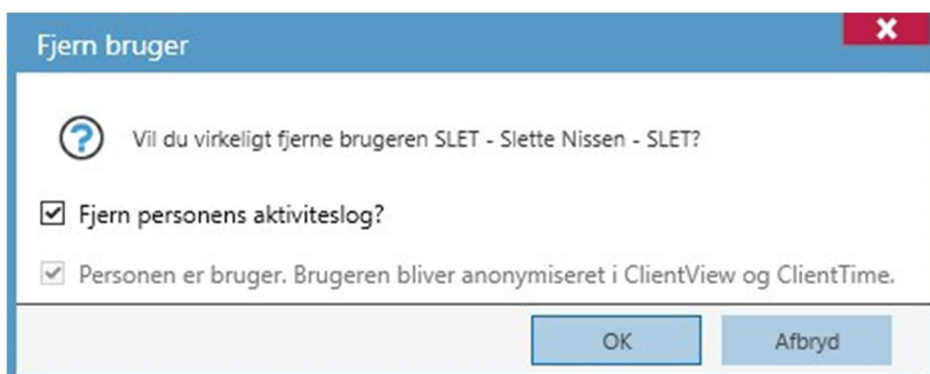 Fjern bruger
Vil du virkeligt fjerne brugeren SLET - Slette Nissen - SLET?
Fjern personens aktiviteslog?
Personen er bruger. Brugeren bliver anonymiseret i ClientView og ClientTime.
OK
Afbryd